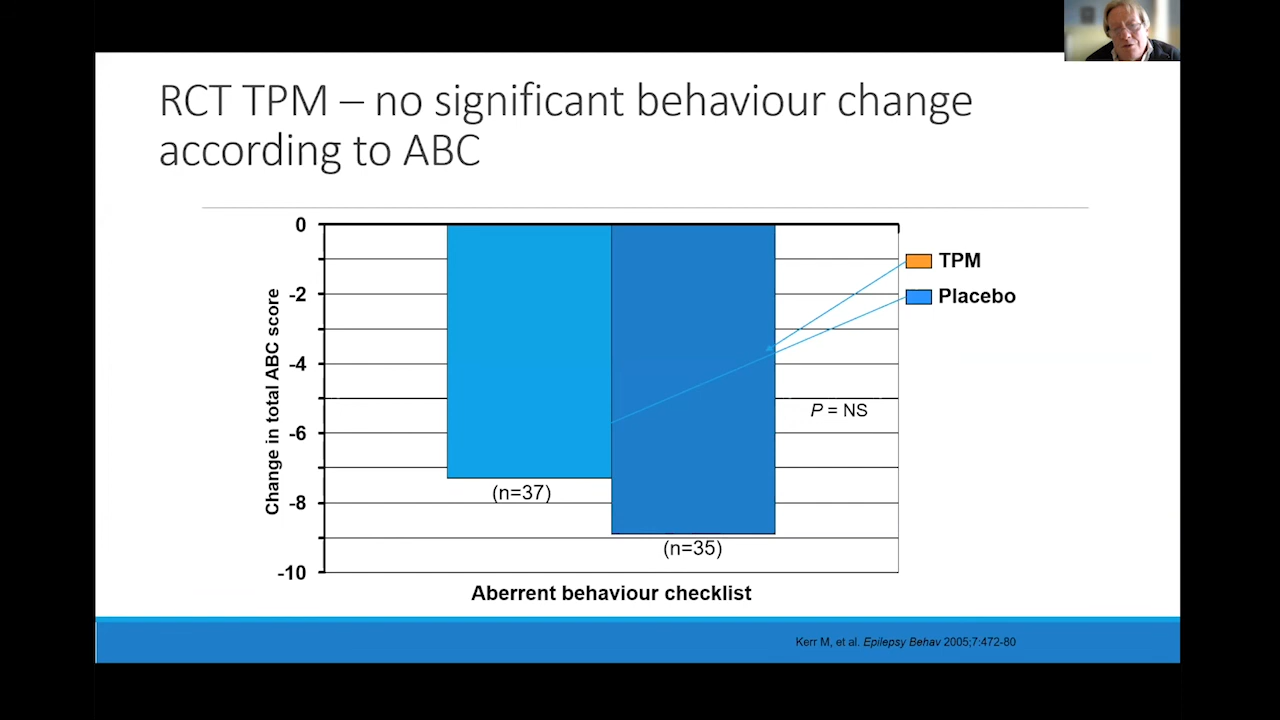 RCT TPM – no significant behaviour change
according to ABC
0
-2
-4
-6
-8
-10
Change in total ABC score
(n=37)
(n=35)
P = NS
TPM
Placebo
Aberrent behaviour checklist
Kerr M, et al. Epilepsy Behav 2005;7:472-80